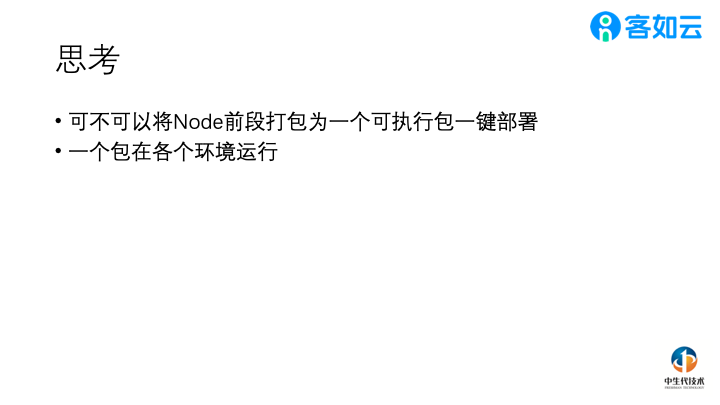 客如云
思考
• 可不可以将Node前段打包为一个可执行包一键部署
• 一个包在各个环境运行
中生代技术
FREESHARE TECHNOLOGY